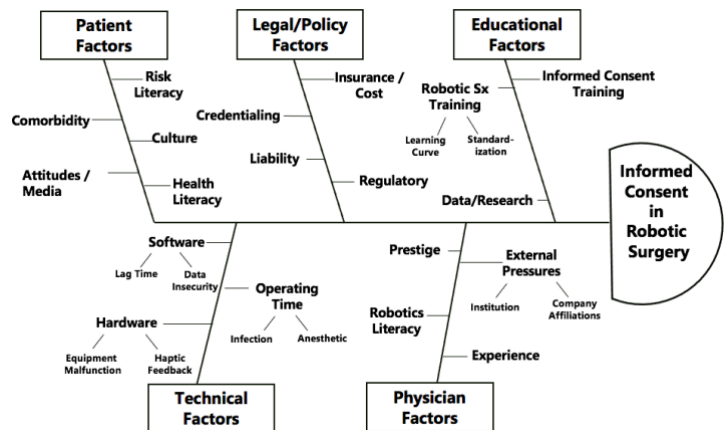 Patient
Factors
Legal/Policy
Factors
Educational
Factors
Risk
Literacy
Comorbidity
Culture
Attitudes /
Media
Health
Literacy
Insurance /
Cost
Credentialing
Liability
Regulatory
Robotic Sx
Training
Learning
Curve
Standard-
ization
Informed Consent
Training
Data/Research
Informed
Consent
in
Robotic
Surgery
Software
Lag Time
Data
Insecurity
Operating
Time
Infection
Anesthetic
Hardware
Equipment
Malfunction
Haptic
Feedback
Technical
Factors
Prestige
External
Pressures
Institution
Company
Affiliations
Robotics
Literacy
Experience
Physician
Factors